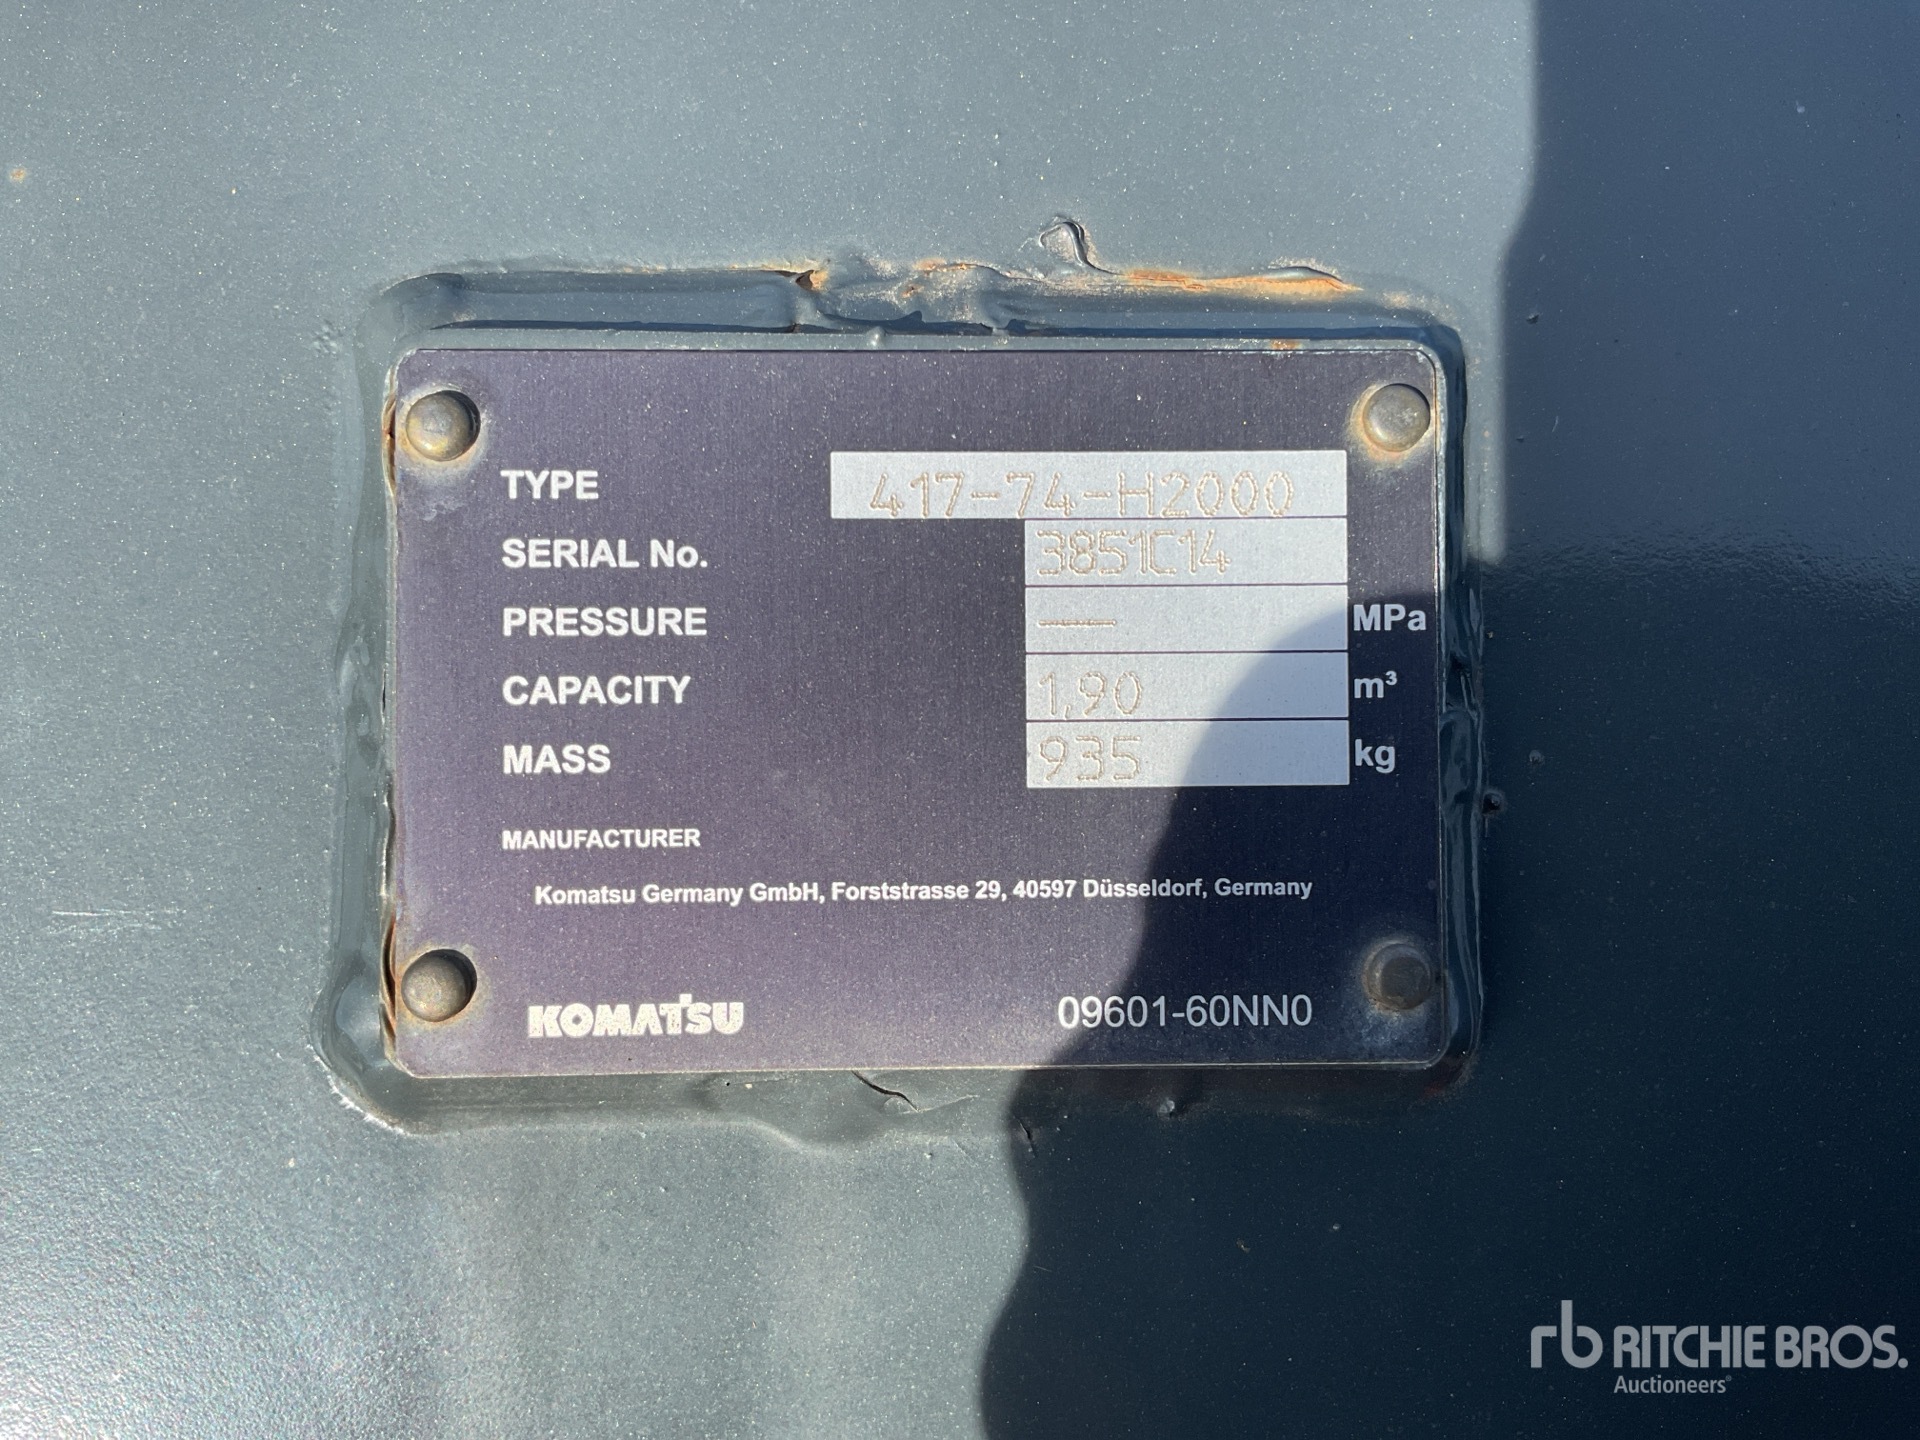 TYPE 417-74-H2000
SERIAL No. 3851C14
PRESSURE --- MPa
CAPACITY 1,90 m³
MASS 935 kg
MANUFACTURER
Komatsu Germany GmbH, Forststrasse 29, 40597 Düsseldorf, Germany
KOMATSU 09601-60NN0
rb RITCHIE BROS.
Auctioneers